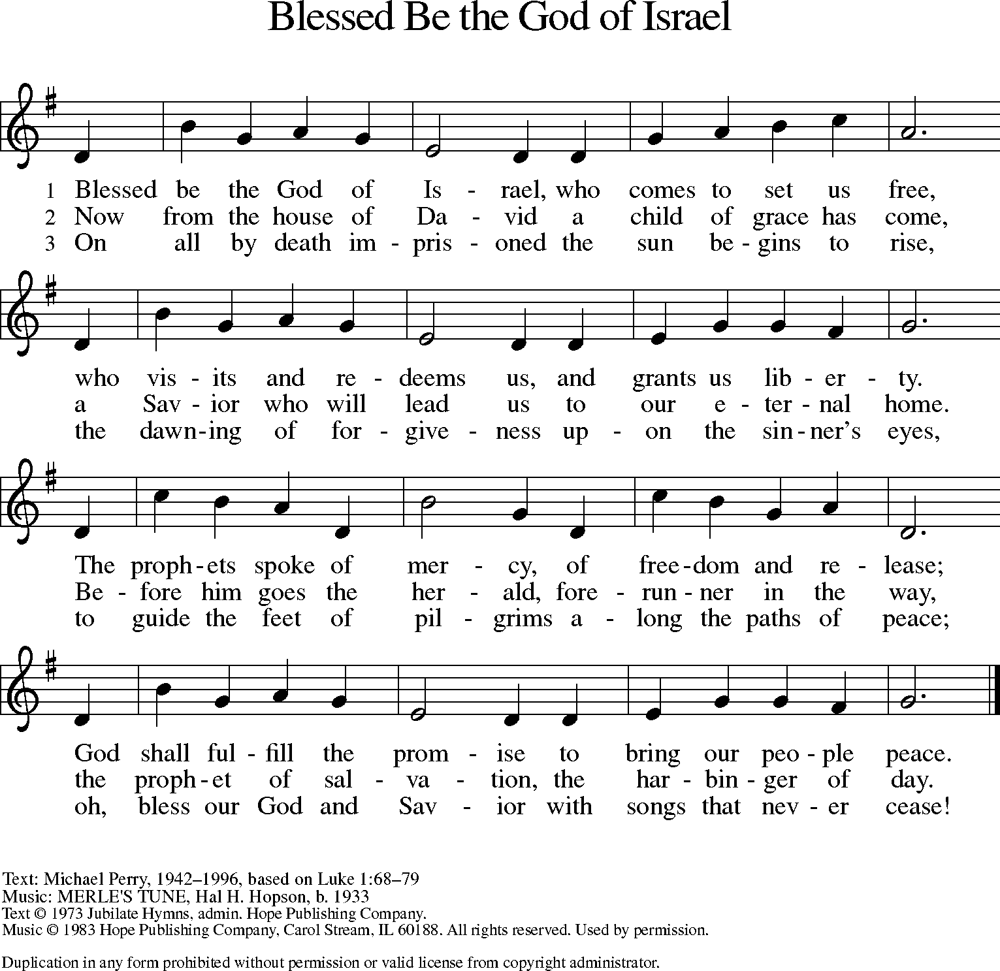 Blessed Be the God of Israel
1 Blessed be the God of Is - rael, who comes to set us free,
2 Now from the house of Da - vid a child of grace has come,
3 On all by death im - pris - oned the sun be - gins to rise,
who vis - its and re - deems us, and grants us lib - er - ty.
a Sav - ior who will lead us to our e - ter - nal home.
the dawn - ing of for - give - ness up - on the sin - ner's eyes,
The proph - ets spoke of mer - cy, of free - dom and re - lease;
Be - fore him goes the her - ald, fore - run - ner in the way,
to guide the feet of pil - grims a - long the paths of peace;
God shall ful - fill the prom - ise to bring our peo - ple peace.
the proph - et of sal - va - tion, the har - bin - ger of day.
oh, bless our God and Sav - ior with songs that nev - er cease!
Text: Michael Perry, 1942–1996, based on Luke 1:68–79
Music: MERLE'S TUNE, Hal H. Hopson, b. 1933
Text © 1973 Jubilate Hymns, admin. Hope Publishing Company.
Music © 1983 Hope Publishing Company, Carol Stream, IL 60188. All rights reserved. Used by permission.
Duplication in any form prohibited without permission or valid license from copyright administrator.